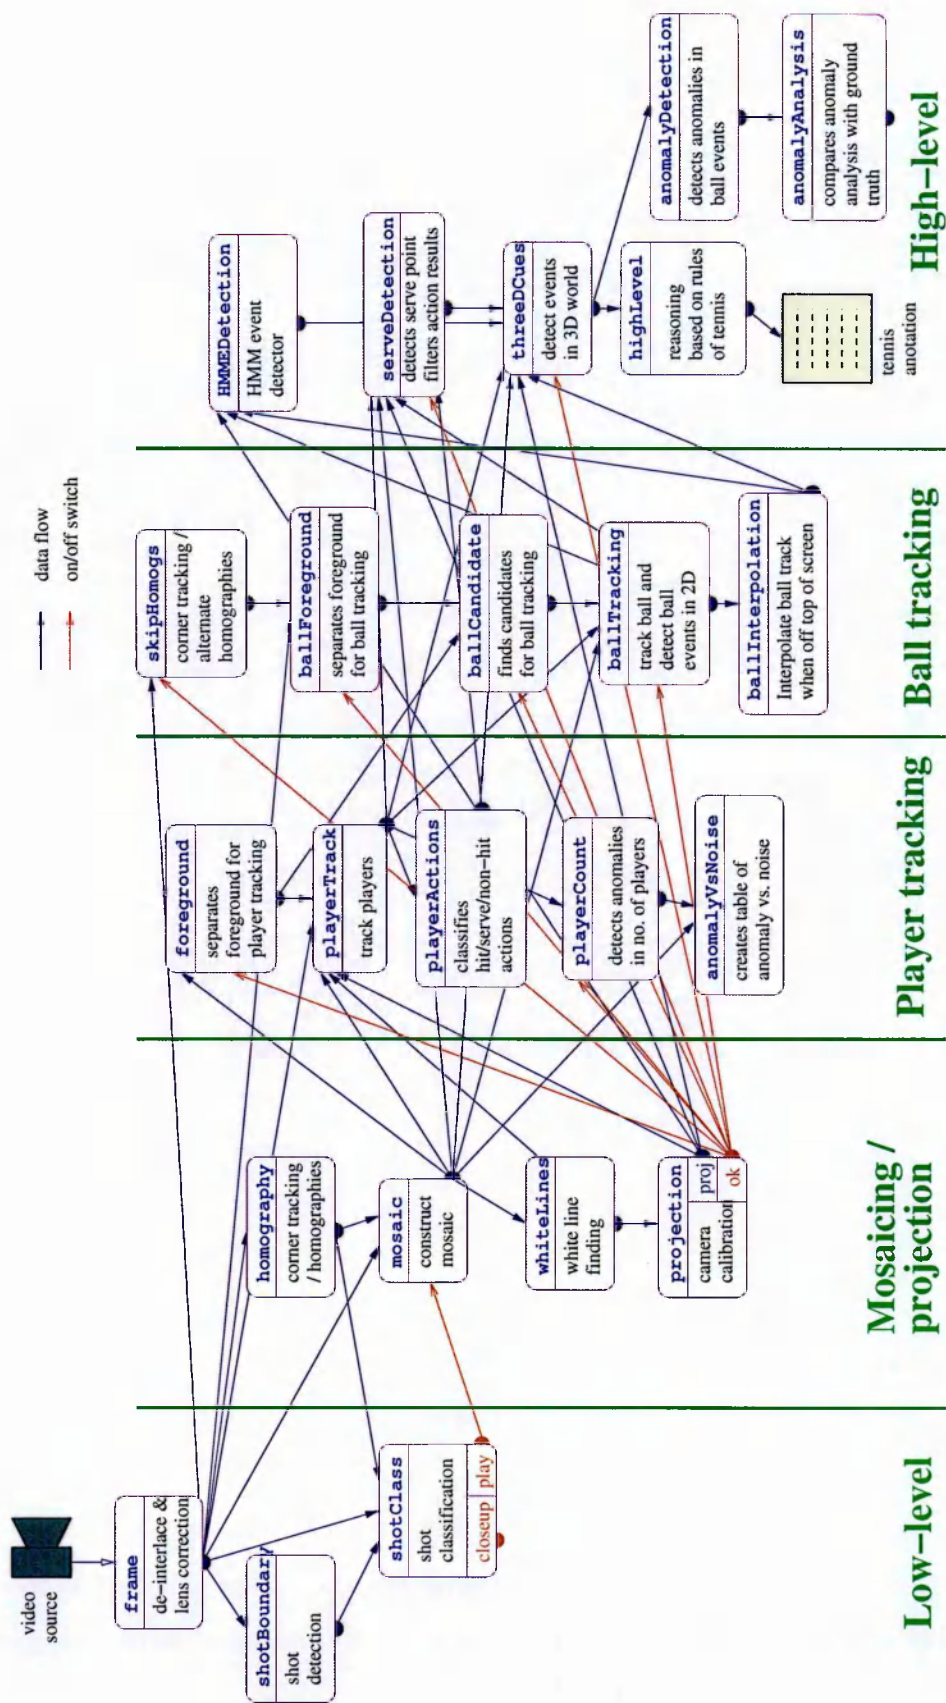 data flow
on/off switch
video
source
frame
de-interlace &
lens correction
shotBoundary
shot
detection
shotClass
shot
classification
closeup
play
Low-level
homography
corner tracking
/ homographies
mosaic
construct
mosaic
whiteLines
white line
finding
projection
camera
calibration
proj
ok
Mosaicing /
projection
foreground
separates
foreground for
player tracking
playerTrack
track players
playerActions
classifies
hit/serve/non-hit
actions
playerCount
detects anomalies
in no. of players
anomalyVsNoise
creates table of
anomaly vs. noise
Player tracking
skipHomogs
corner tracking /
alternate
homographies
ballForeground
separates foreground
for ball tracking
ballCandidate
finds candidates
for ball tracking
ballTracking
track ball and
detect ball
events in 2D
ballInterpolation
Interpolate ball track
when off top of screen
Ball tracking
HMMEDetection
HMM event
detector
serveDetection
detects serve point
filters action results
threeDCues
detect events
in 3D world
highLevel
reasoning
based on rules
of tennis
tennis
anotation
anomalyDetection
detects anomalies in
ball events
anomalyAnalysis
compares anomaly
analysis with ground
truth
High-level